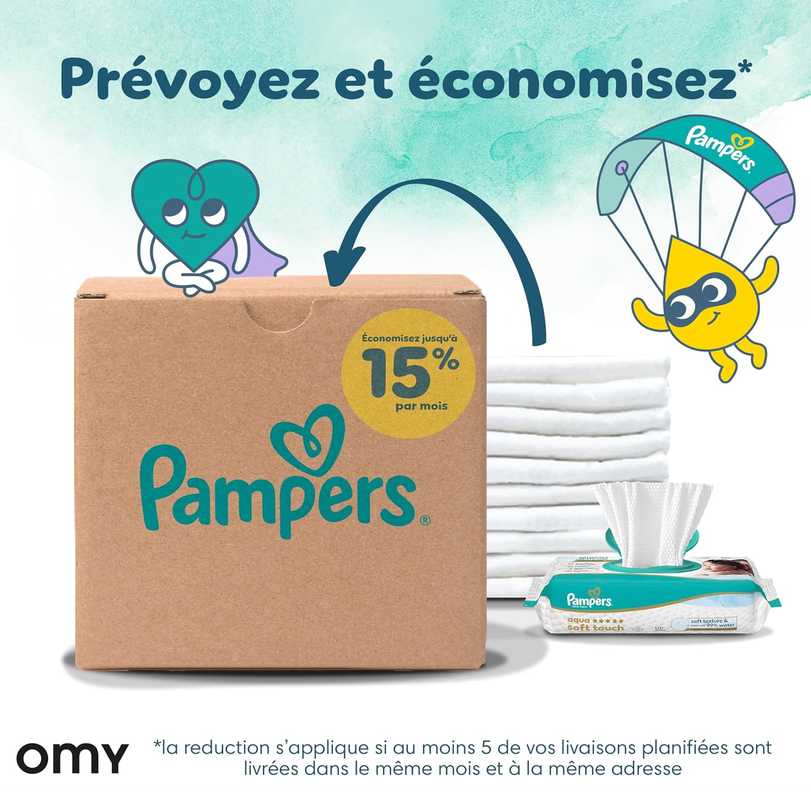 Prévoyez et économisez*
Pampers
Économisez jusqu'à
15%
par mois
Pampers®
Pampers
aqua
soft touch
soft texture &
99% water
omy
*la reduction s'applique si au moins 5 de vos livaisons planifiées sont
livrées dans le même mois et à la même adresse